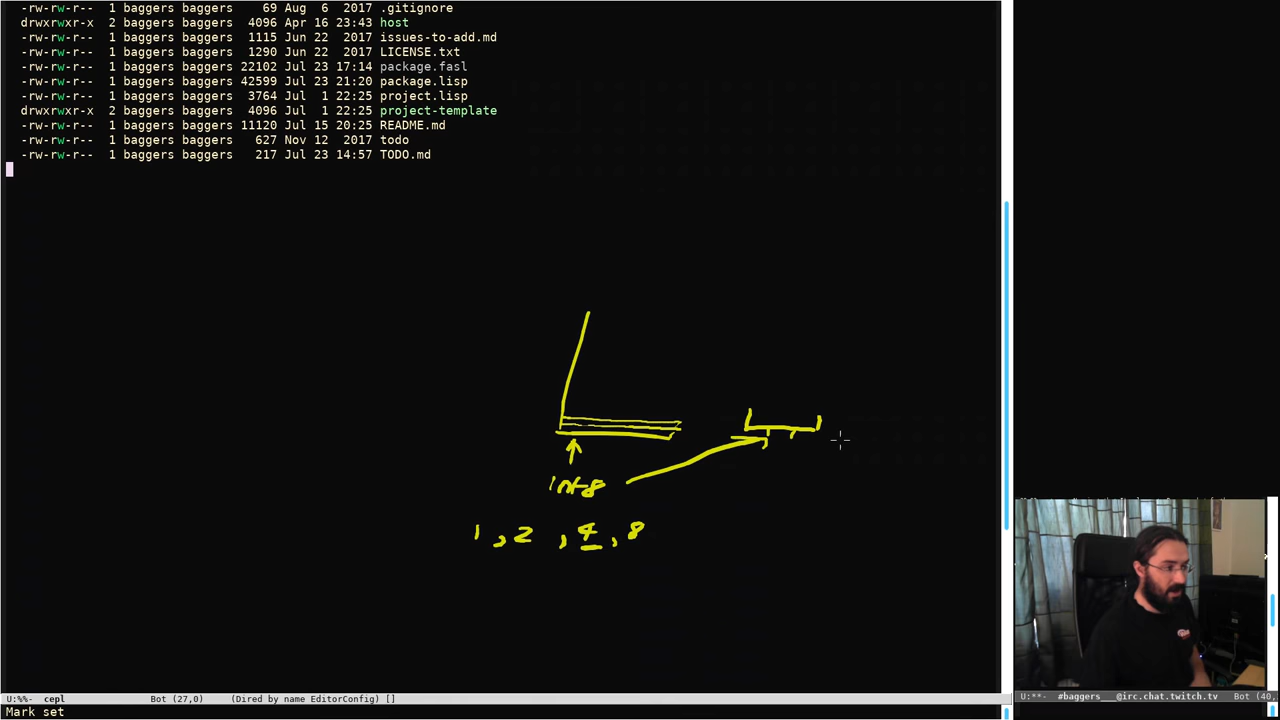 -rw-rw-r-- 1 baggers baggers 69 Aug 6 2017 .gitignore
drwxrwxr-x 2 baggers baggers 4096 Apr 16 23:43 host
-rw-rw-r-- 1 baggers baggers 1115 Jun 22 2017 issues-to-add.md
-rw-rw-r-- 1 baggers baggers 1290 Jun 22 2017 LICENSE.txt
-rw-rw-r-- 1 baggers baggers 22102 Jul 23 17:14 package.fasl
-rw-rw-r-- 1 baggers baggers 42599 Jul 23 21:20 package.lisp
-rw-rw-r-- 1 baggers baggers 3764 Jul 1 22:25 project.lisp
drwxrwxr-x 2 baggers baggers 4096 Jul 1 22:25 project-template
-rw-rw-r-- 1 baggers baggers 11120 Jul 15 20:25 README.md
-rw-rw-r-- 1 baggers baggers 627 Nov 12 2017 todo
-rw-rw-r-- 1 baggers baggers 217 Jul 23 14:57 TODO.md
int8
1, 2, 4, 8
U:%%- cepl Bot (27,0) (Dired by name EditorConfig) []
Mark set
U:**- #baggers___@irc.chat.twitch.tv Bot (40,